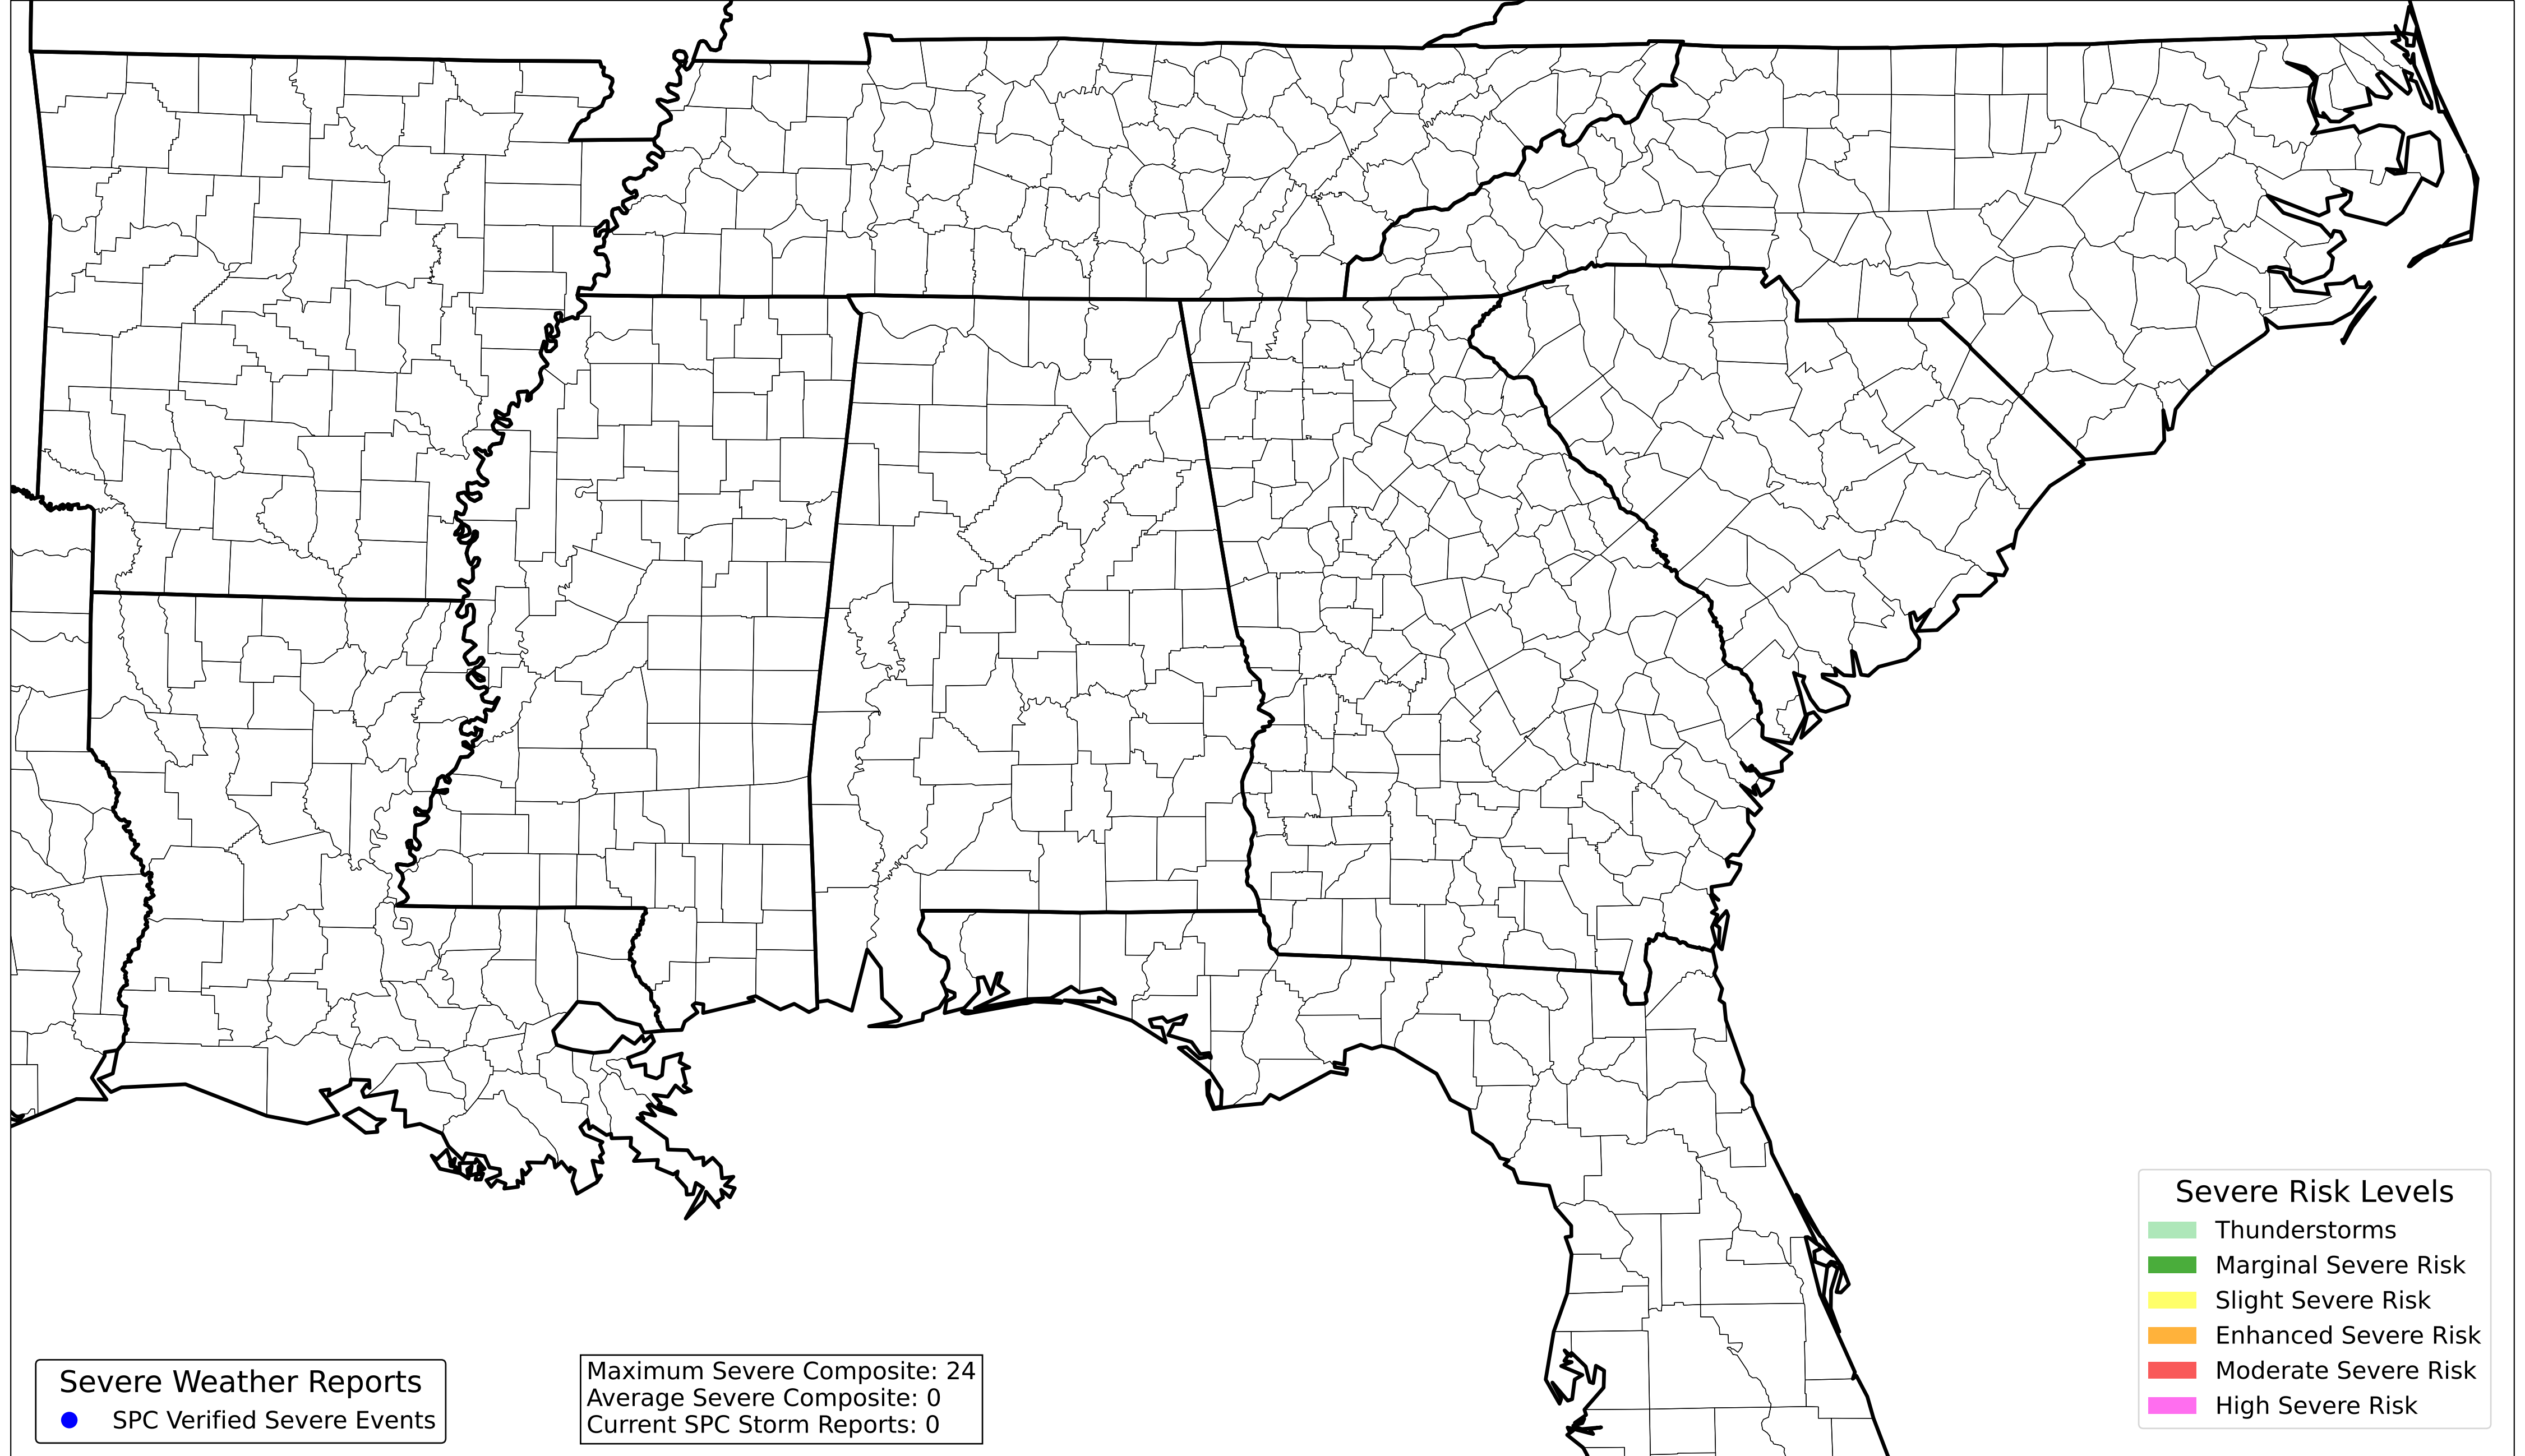 Severe Weather Reports
SPC Verified Severe Events
Maximum Severe Composite: 24
Average Severe Composite: 0
Current SPC Storm Reports: 0
Severe Risk Levels
Thunderstorms
Marginal Severe Risk
Slight Severe Risk
Enhanced Severe Risk
Moderate Severe Risk
High Severe Risk